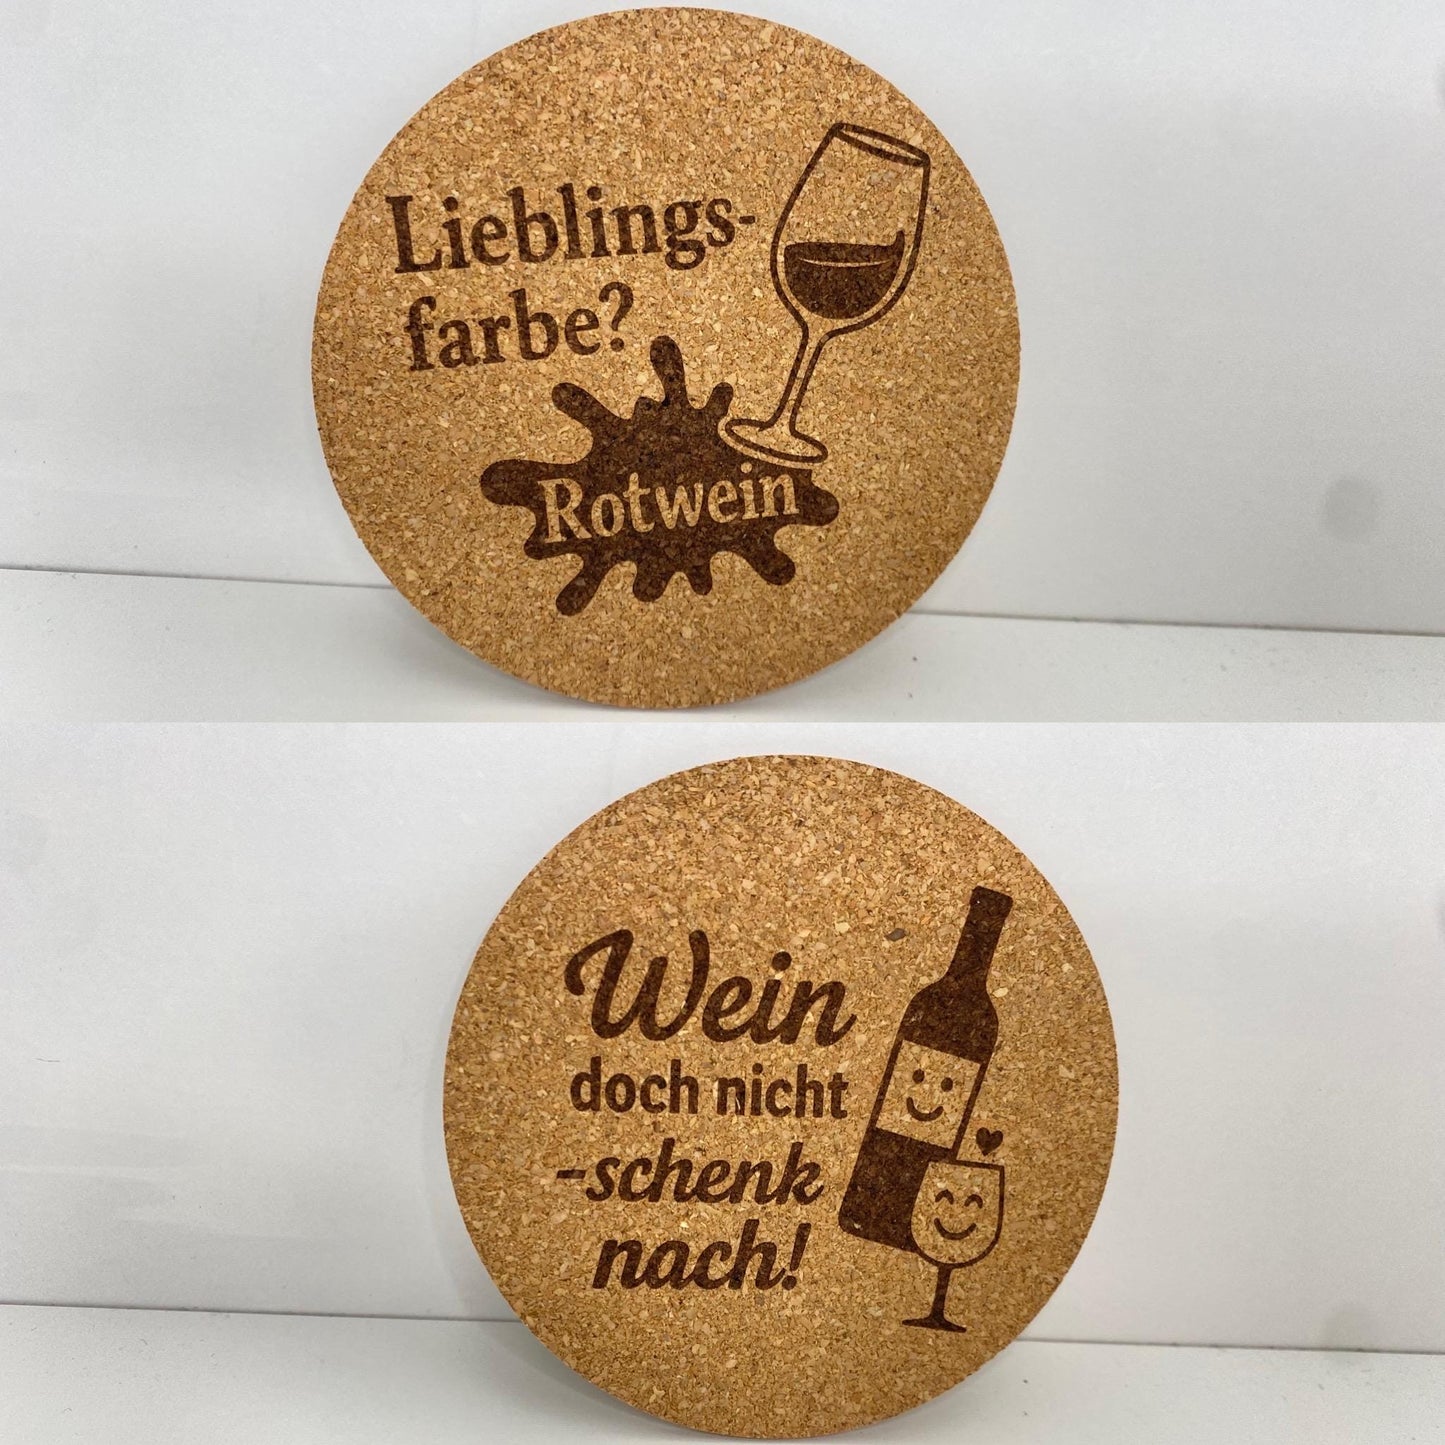 Lieblings-
farbe?
Rotwein
Wein
doch nicht
-schenk
nach!